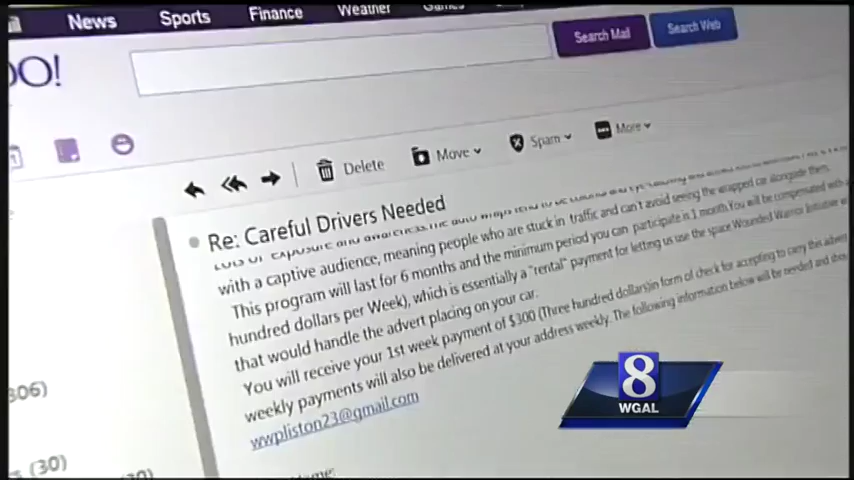 News Sports Finance Weather Games
OO!
Search Mail Search Web
Delete Move Spam More
Re: Careful Drivers Needed
with a captive audience, meaning people who are stuck in traffic and can't avoid seeing the wrapped car alongside them.
This program will last for 6 months and the minimum period you can participate is 1 month.You will be compensated with
hundred dollars per Week), which is essentially a "rental" payment for letting us use the space Wounded Warrior Initiative
that would handle the advert placing on your car.
You will receive your 1st week payment of $300 (Three hundred dollars)in form of check for accepting to carry this advert
weekly payments will also be delivered at your address weekly. The following information below will be needed and
wwpliston23@gmail.com
306)
(30)
8
WGAL